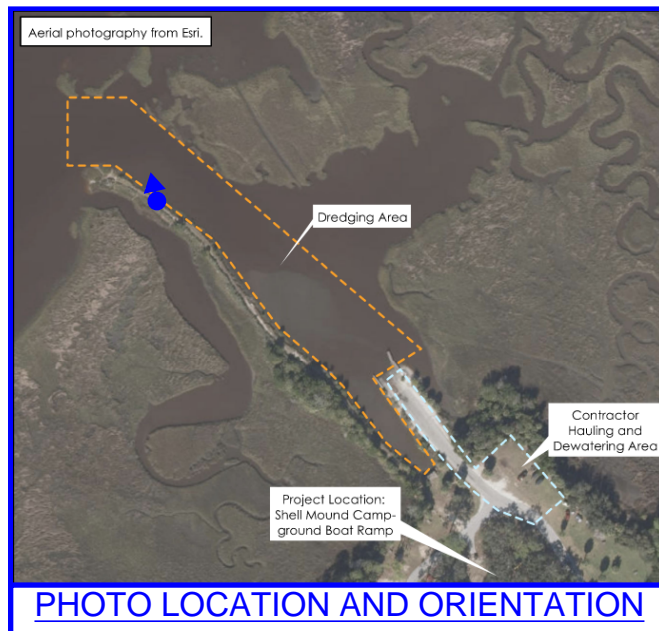 Aerial photography from Esri.
Dredging Area
Contractor
Hauling and
Dewatering Area
Project Location:
Shell Mound Camp-
ground Boat Ramp
PHOTO LOCATION AND ORIENTATION